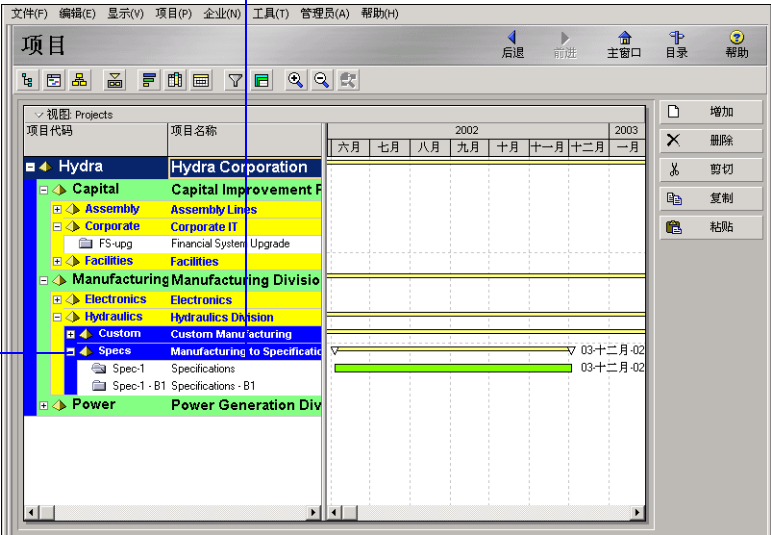 文件(F) 编辑(E) 显示(V) 项目(P) 企业(N) 工具(T) 管理员(A) 帮助(H)
项目
后退 前进 主窗口 目录 帮助
视图: Projects
项目代码 项目名称
2002 2003
六月 七月 八月 九月 十月 十一月 十二月 一月
Hydra Hydra Corporation
Capital Capital Improvement P
Assembly Assembly Lines
Corporate Corporate IT
FS-upg Financial System Upgrade
Facilities Facilities
Manufacturing Manufacturing Divisio
Electronics Electronics
Hydraulics Hydraulics Division
Custom Custom Manufacturing
Specs Manufacturing to Specificatio 03-十二月-02
Spec-1 Specifications 03-十二月-02
Spec-1 - B1 Specifications - B1
Power Power Generation Div
增加
删除
剪切
复制
粘贴